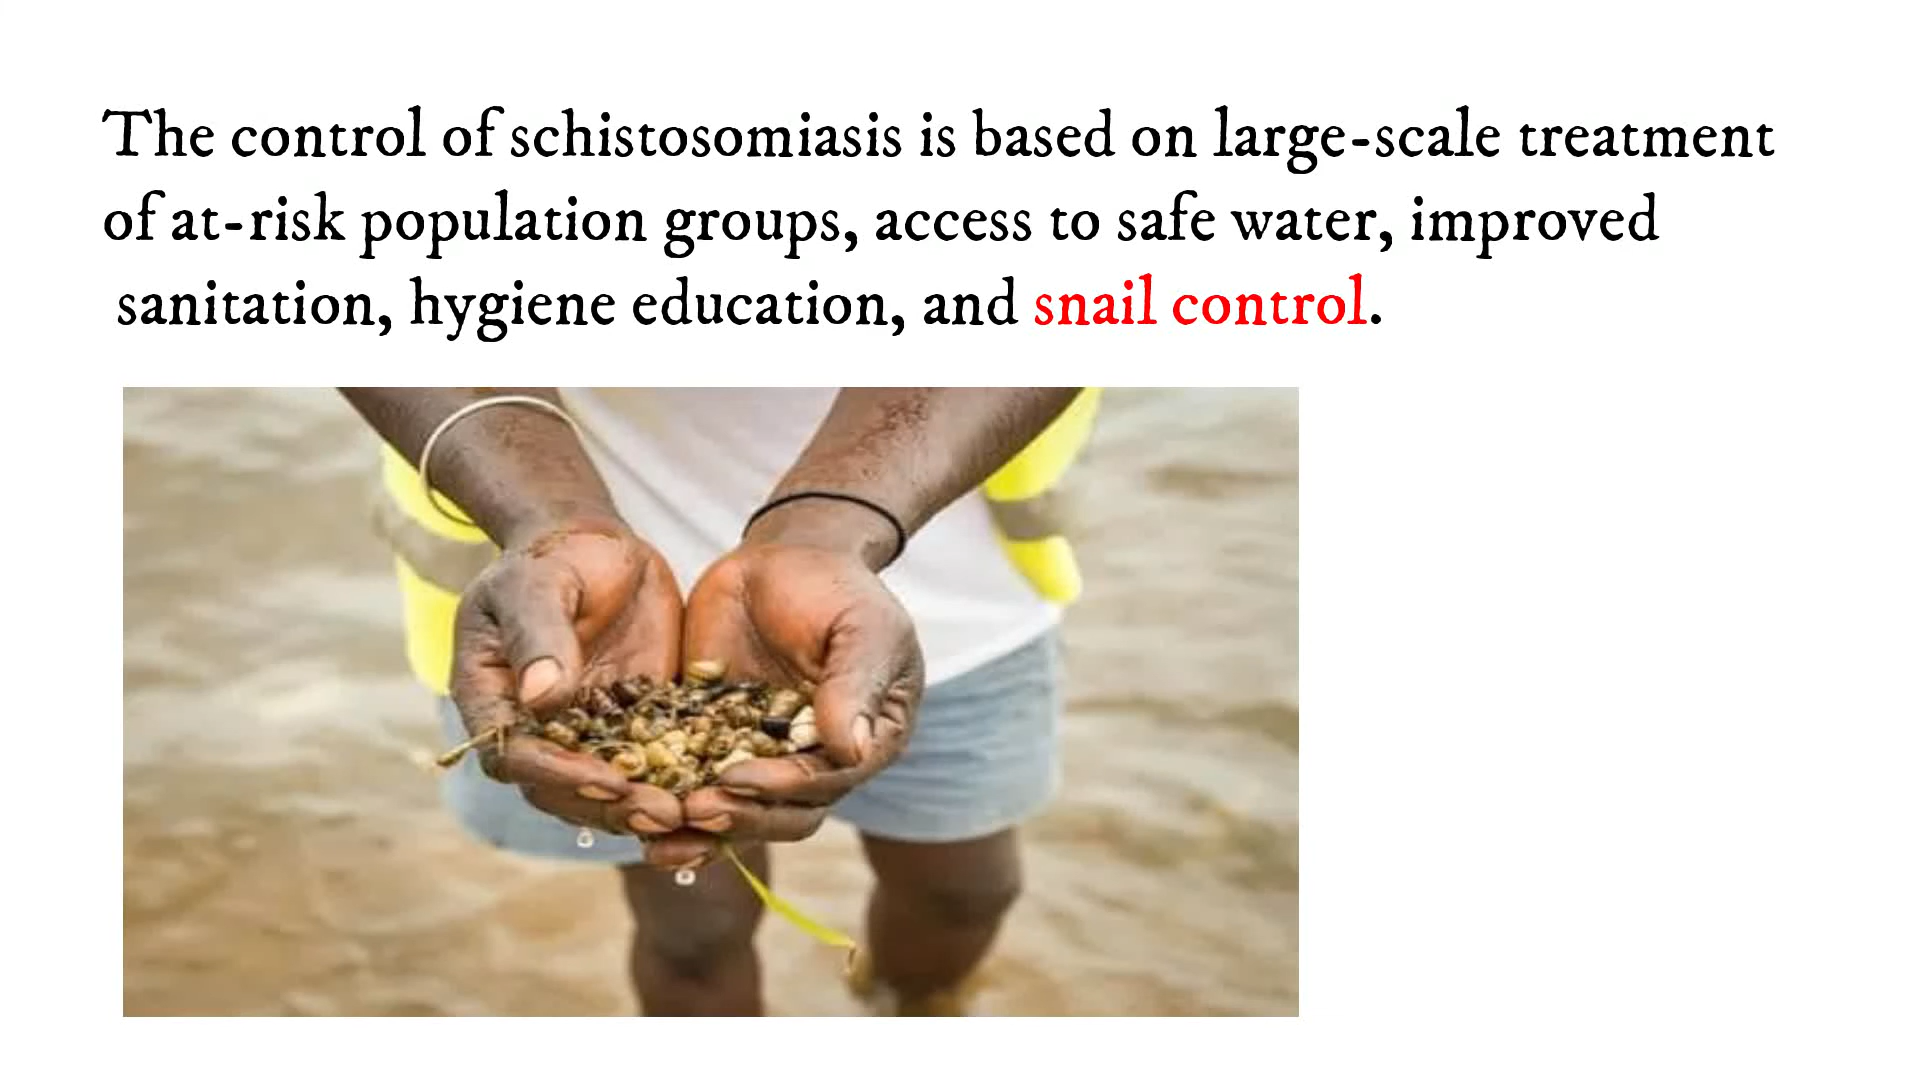 The control of schistosomiasis is based on large-scale treatment
of at-risk population groups, access to safe water, improved
sanitation, hygiene education, and snail control.